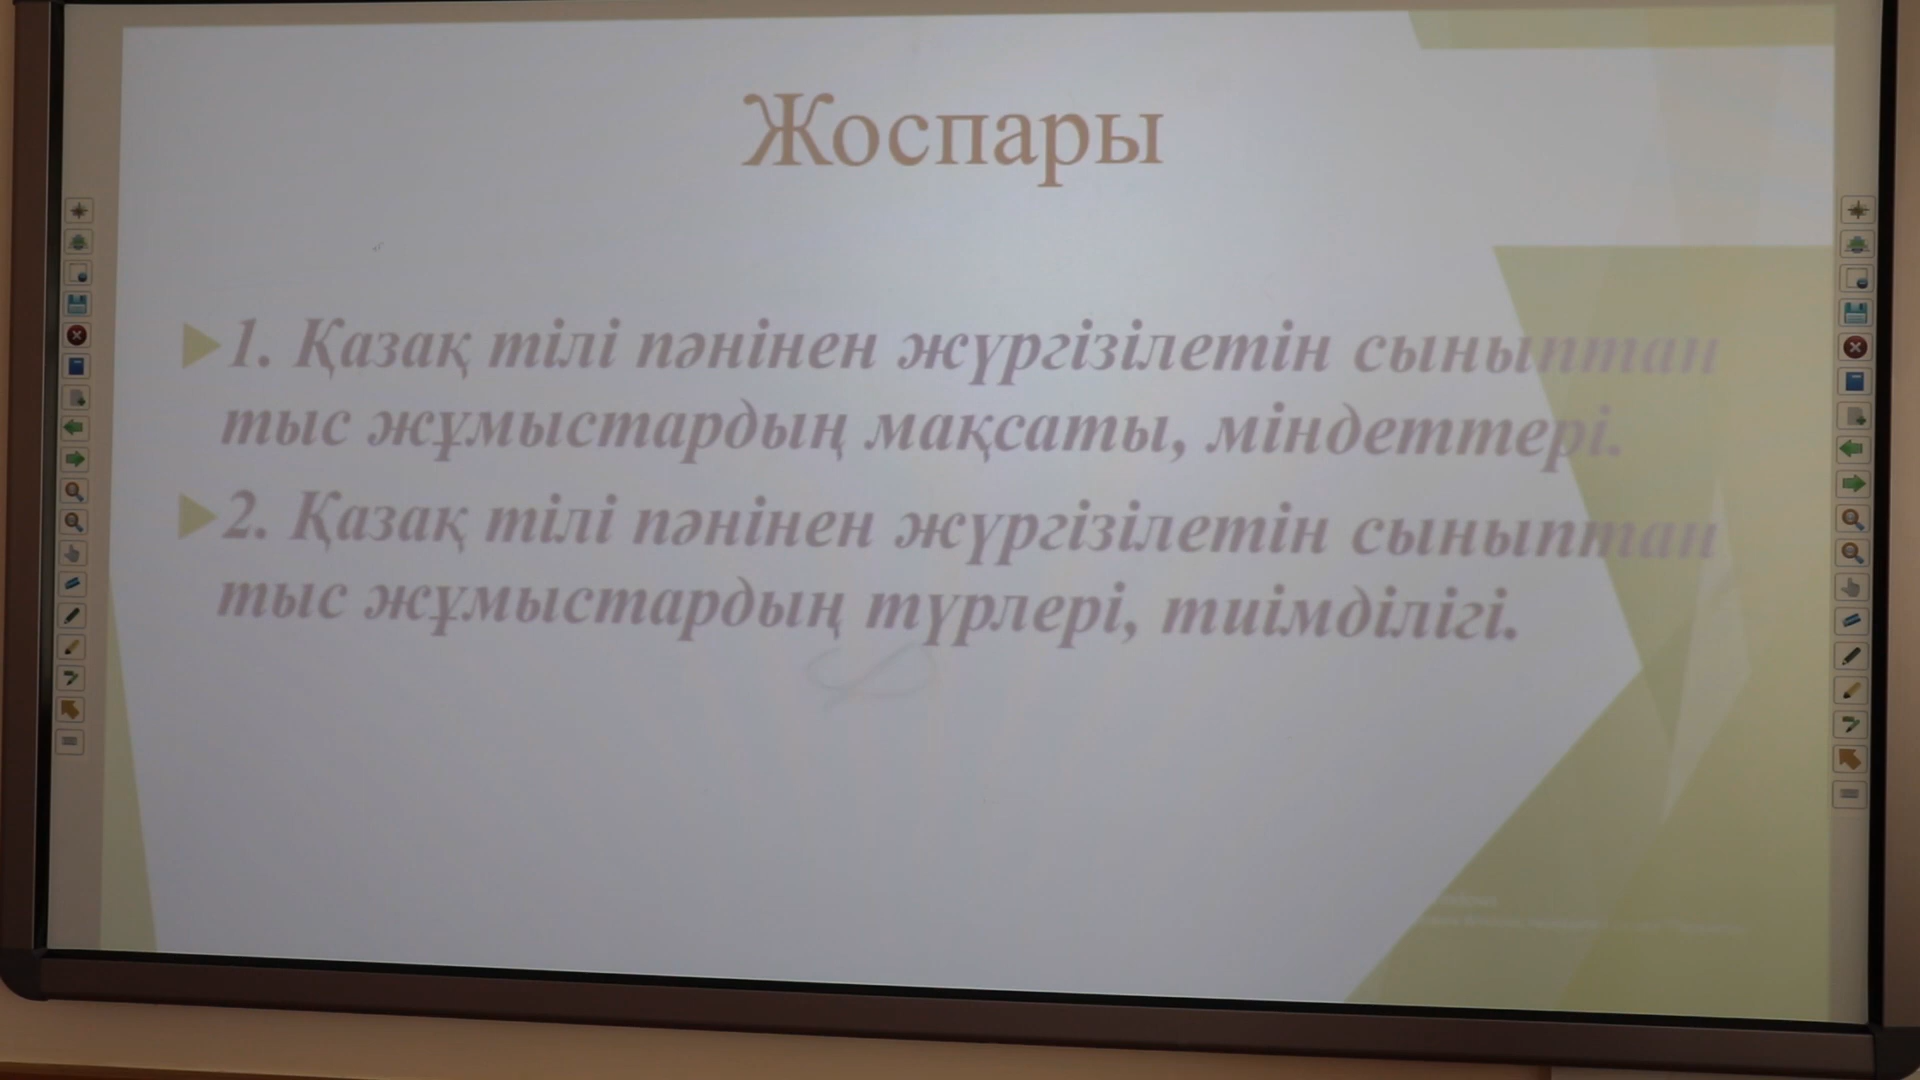 Жоспары
1. Қазақ тілі пәнінен жүргізілетін сыныптан
тыс жұмыстардың мақсаты, міндеттері.
2. Қазақ тілі пәнінен жүргізілетін сыныптан
тыс жұмыстардың түрлері, тиімділігі.